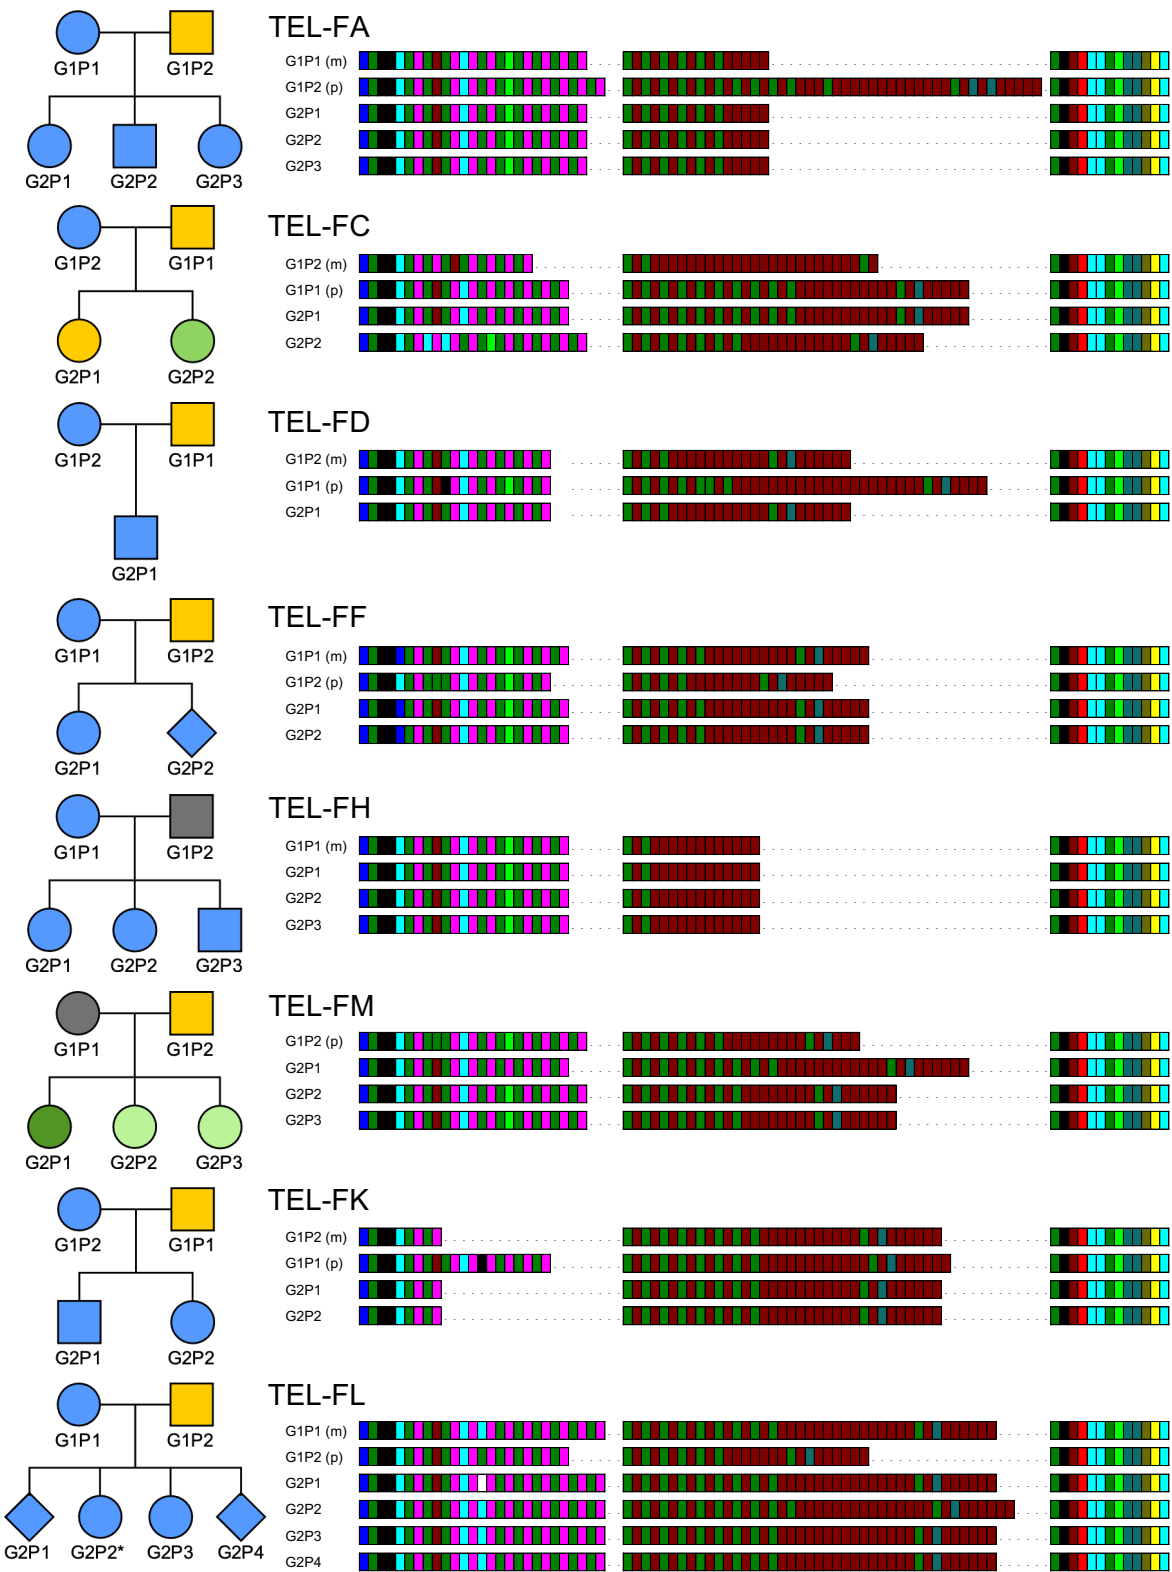 TEL-FA
G1P1 G1P2
G2P1 G2P2 G2P3
G1P1 (m)
G1P2 (p)
G2P1
G2P2
G2P3
TEL-FC
G1P2 G1P1
G2P1 G2P2
G1P2 (m)
G1P1 (p)
G2P1
G2P2
TEL-FD
G1P2 G1P1
G2P1
G1P2 (m)
G1P1 (p)
G2P1
TEL-FF
G1P1 G1P2
G2P1 G2P2
G1P1 (m)
G1P2 (p)
G2P1
G2P2
TEL-FH
G1P1 G1P2
G2P1 G2P2 G2P3
G1P1 (m)
G2P1
G2P2
G2P3
TEL-FM
G1P1 G1P2
G2P1 G2P2 G2P3
G1P2 (p)
G2P1
G2P2
G2P3
TEL-FK
G1P2 G1P1
G2P1 G2P2
G1P2 (m)
G1P1 (p)
G2P1
G2P2
TEL-FL
G1P1 G1P2
G2P1 G2P2* G2P3 G2P4
G1P1 (m)
G1P2 (p)
G2P1
G2P2
G2P3
G2P4